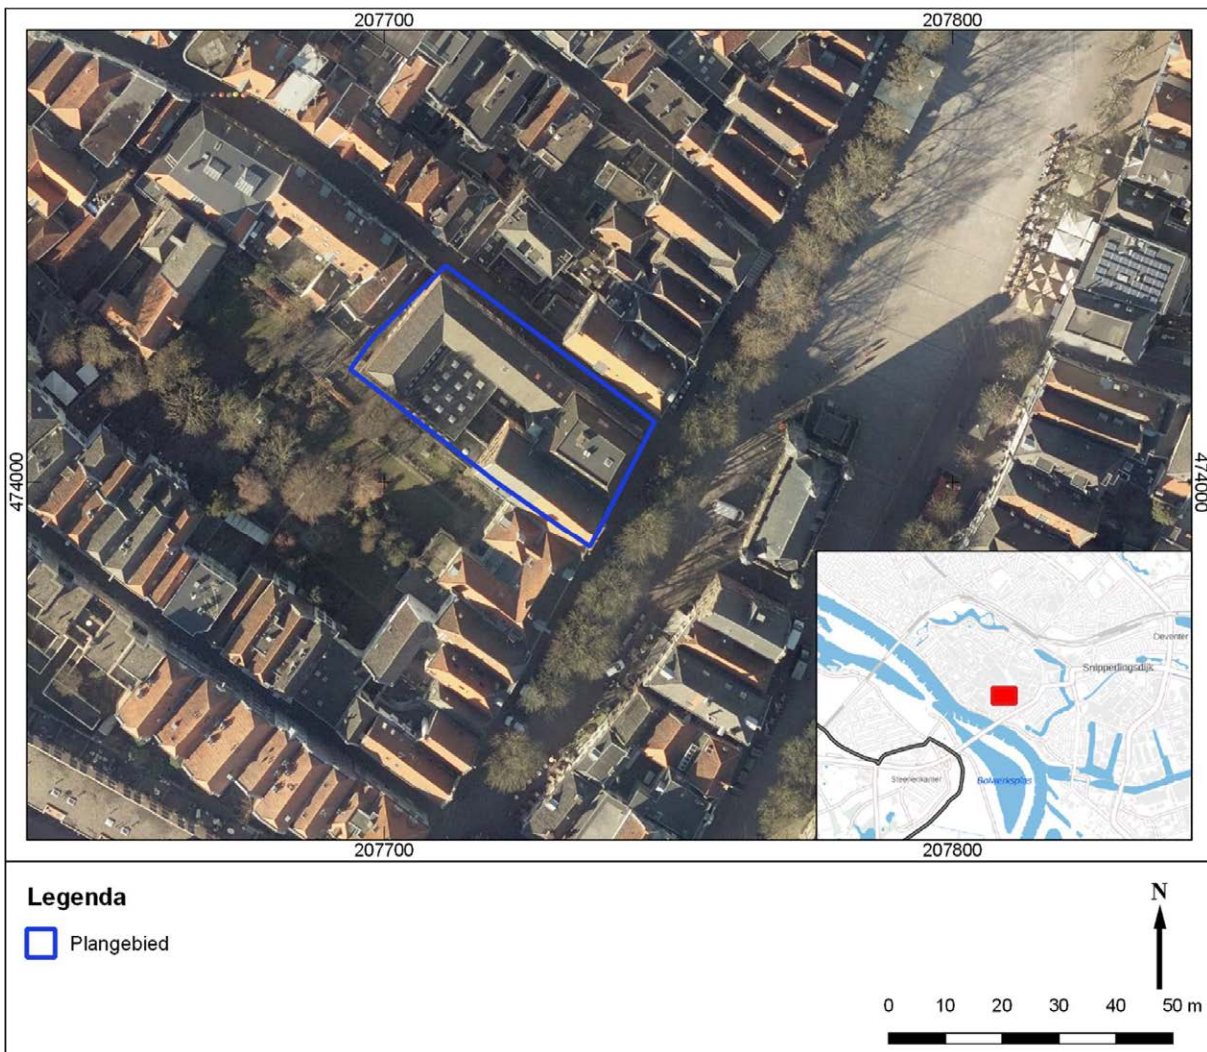 207700 207800
474000 474000
Deventer
Snipperlingsdijk
Steenenkamer
Bolwerksplas
207700 207800
Legenda
Plangebied
N
0 10 20 30 40 50 m